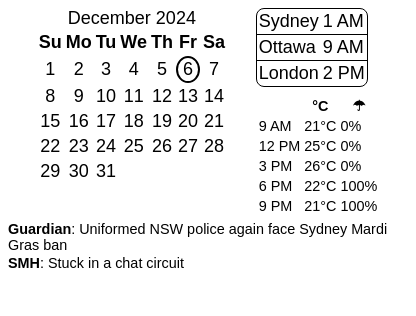 December 2024
Su Mo Tu We Th Fr Sa
1 2 3 4 5 6 7
8 9 10 11 12 13 14
15 16 17 18 19 20 21
22 23 24 25 26 27 28
29 30 31
Sydney 1 AM
Ottawa 9 AM
London 2 PM
°C ☂
9 AM 21°C 0%
12 PM 25°C 0%
3 PM 26°C 0%
6 PM 22°C 100%
9 PM 21°C 100%
Guardian: Uniformed NSW police again face Sydney Mardi
Gras ban
SMH: Stuck in a chat circuit